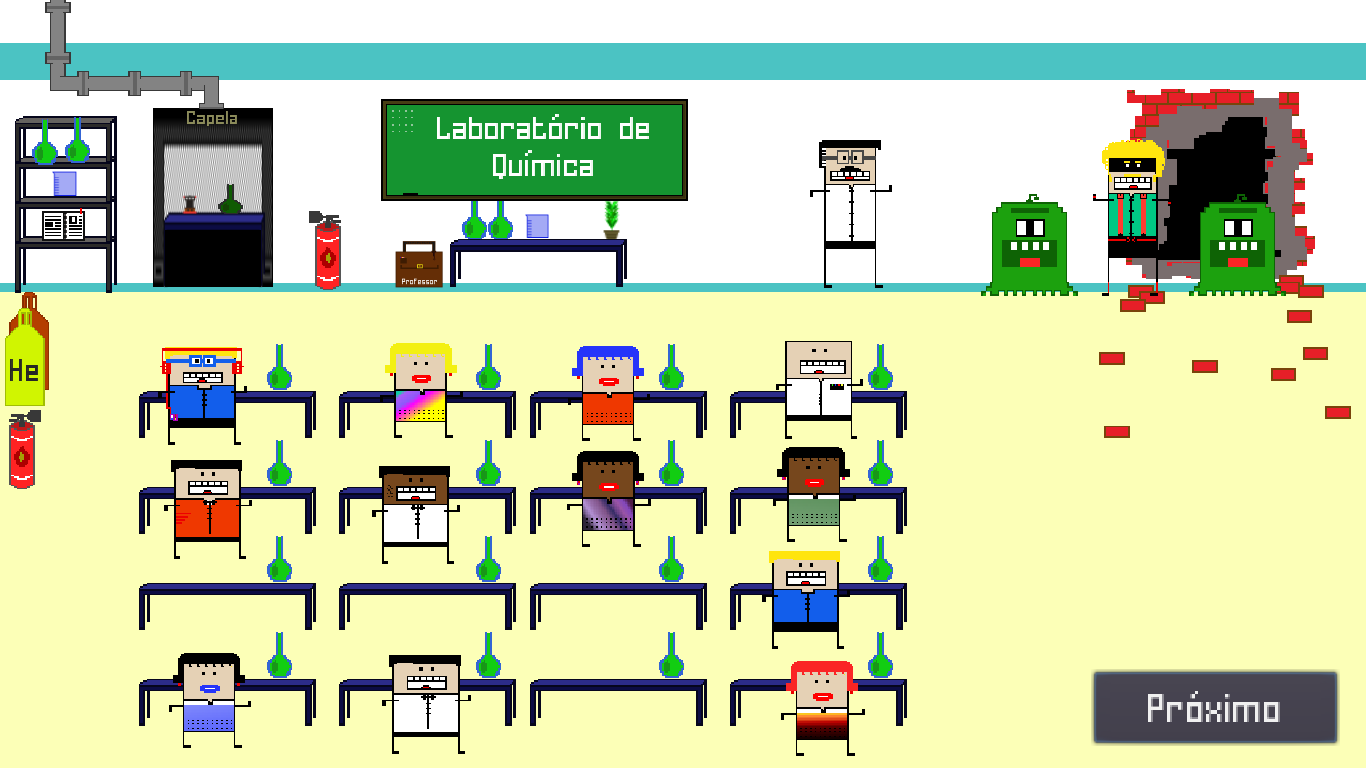 Capela
Laboratório de
Química
Professor
He
Próximo